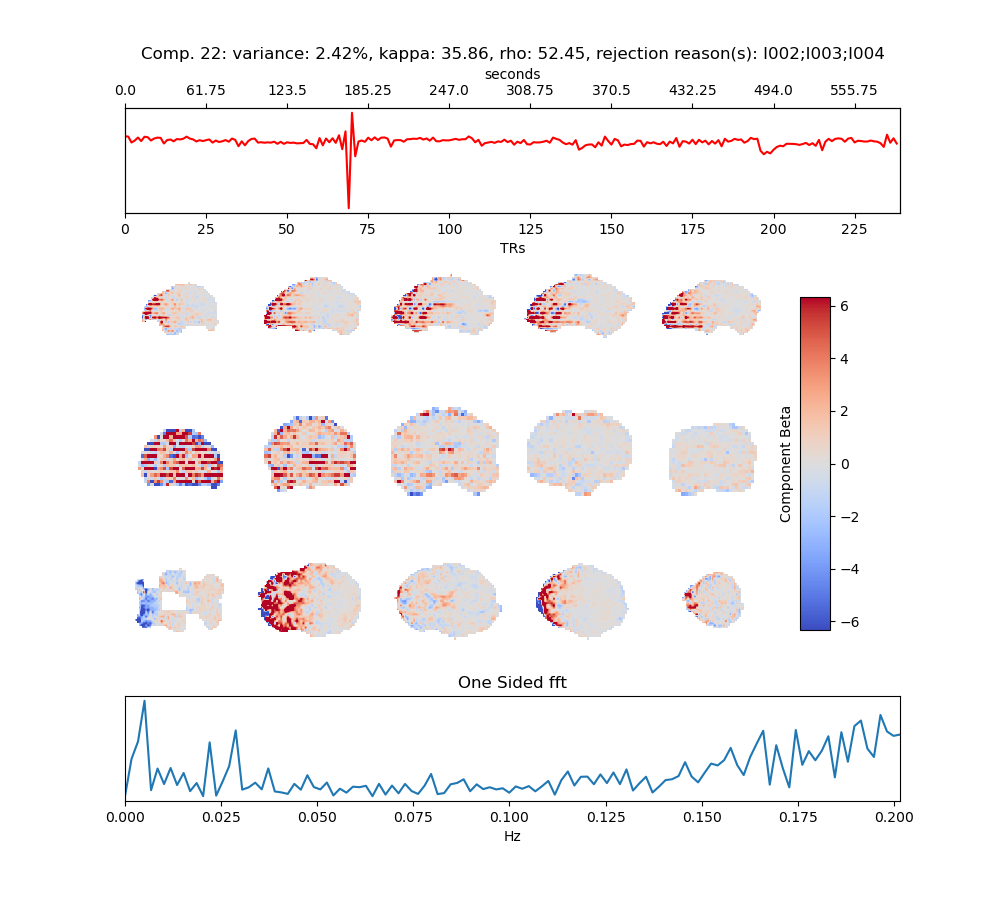 Comp. 22: variance: 2.42%, kappa: 35.86, rho: 52.45, rejection reason(s): I002;I003;I004
seconds
0.0 61.75 123.5 185.25 247.0 308.75 370.5 432.25 494.0 555.75
0 25 50 75 100 125 150 175 200 225
TRs
6
4
2
0
−2
−4
−6
Component Beta
One Sided fft
0.000 0.025 0.050 0.075 0.100 0.125 0.150 0.175 0.200
Hz